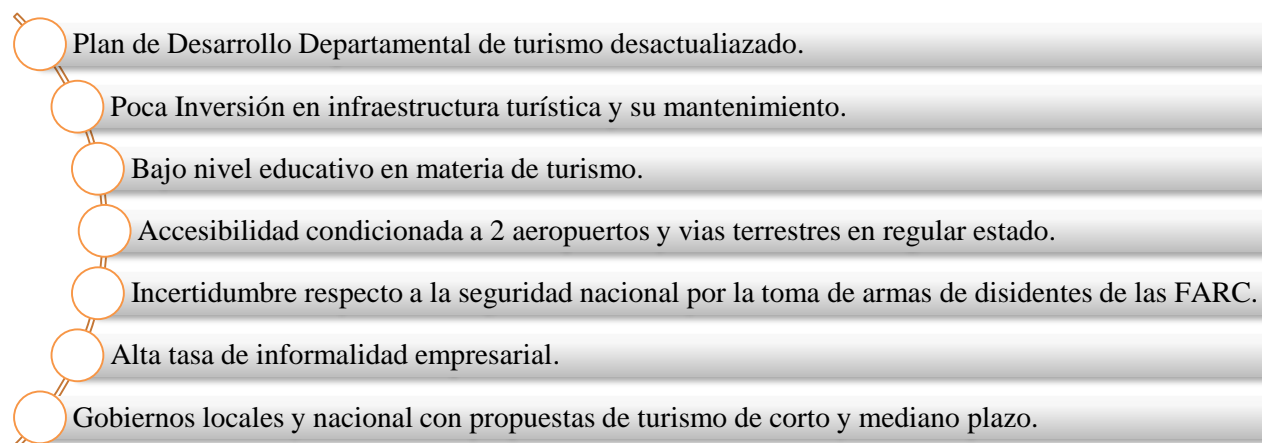 Plan de Desarrollo Departamental de turismo desactualiazado.
Poca Inversión en infraestructura turística y su mantenimiento.
Bajo nivel educativo en materia de turismo.
Accesibilidad condicionada a 2 aeropuertos y vias terrestres en regular estado.
Incertidumbre respecto a la seguridad nacional por la toma de armas de disidentes de las FARC.
Alta tasa de informalidad empresarial.
Gobiernos locales y nacional con propuestas de turismo de corto y mediano plazo.